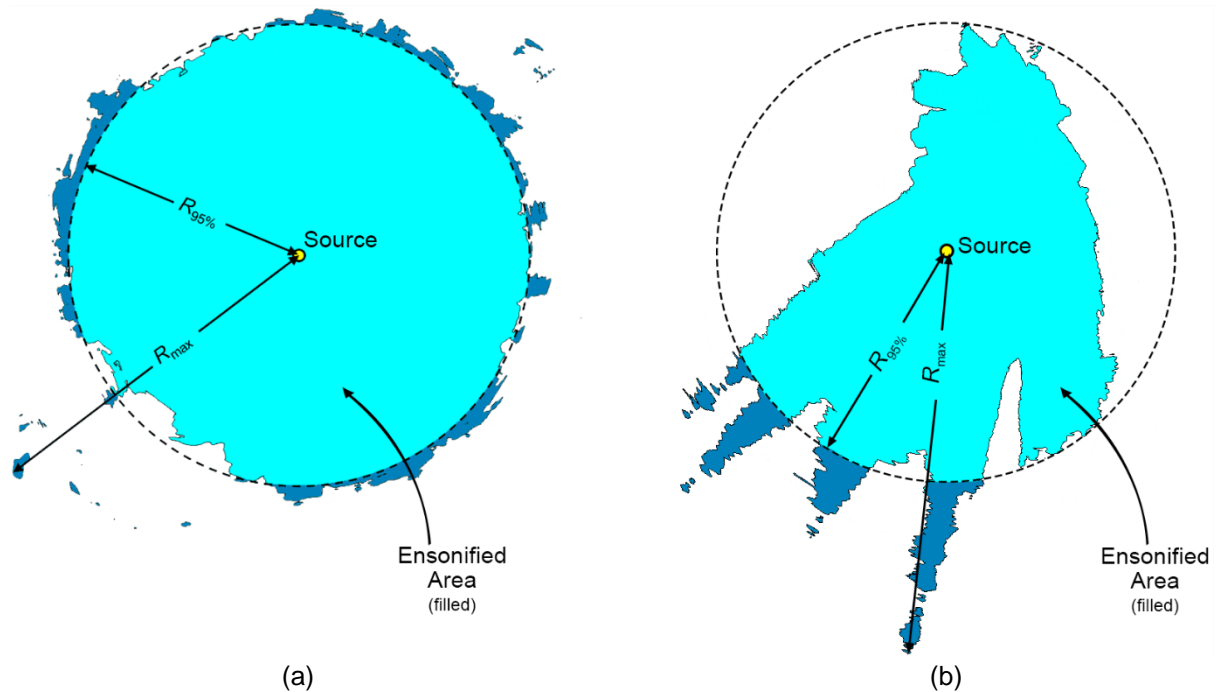 R95%
Source
Rmax
Ensonified
Area
(filled)
(a)
Source
R95%
Rmax
Ensonified
Area
(filled)
(b)